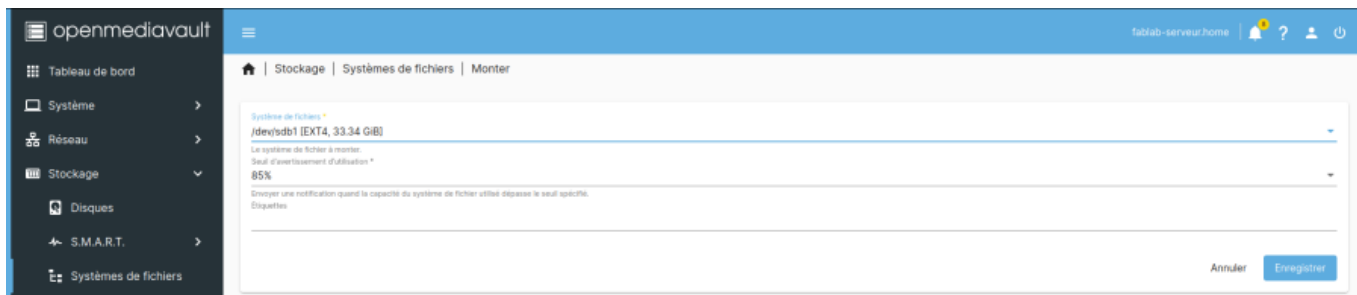 openmediavault
fablab-serveur.home
Tableau de bord
Stockage | Systèmes de fichiers | Monter
Système
Réseau
Stockage
Disques
S.M.A.R.T.
Systèmes de fichiers
Système de fichiers *
/dev/sdb1 [EXT4, 33.34 GiB]
Le système de fichier à monter.
Seuil d'avertissement d'utilisation *
85%
Envoyer une notification quand la capacité du système de fichier utilisé dépasse le seuil spécifié.
Étiquettes
Annuler
Enregistrer